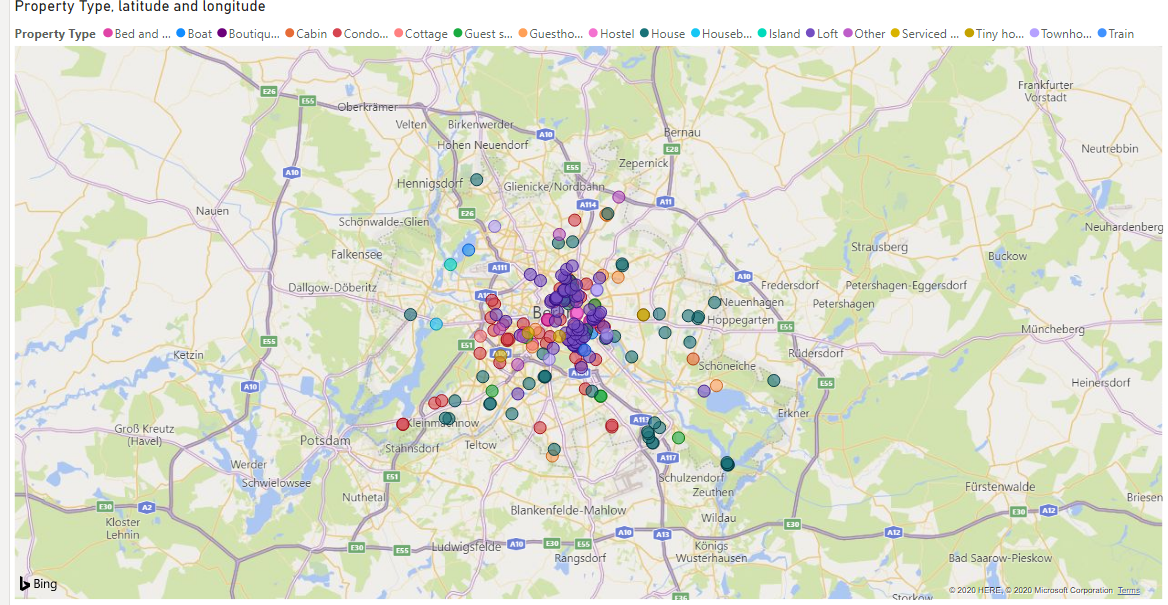 Property Type, latitude and longitude
Property Type Bed and ... Boat Boutiqu... Cabin Condo... Cottage Guest s... Guestho... Hostel House Houseb... Island Loft Other Serviced ... Tiny ho... Townho... Train
E26
E55
Oberkrämer
Frankfurter
Vorstadt
Velten
Birkenwerder
A10
Bernau
Hohen Neuendorf
E28
Neutrebbin
Zepernick
E55
A10
Hennigsdorf
Glienicke/Nordbahn
Nauen
A114
A11
E26
Schönwalde-Glien
Neuhardenberg
Falkensee
Strausberg
Buckow
A111
A10
Dallgow-Döberitz
Fredersdorf
Petershagen-Eggersdorf
Neuenhagen
Petershagen
Hoppegarten
E55
Müncheberg
E55
E51
Ketzin
Rüdersdorf
Schöneiche
A10
E55
Heinersdorf
Erkner
Groß Kreutz
(Havel)
Kleinmachnow
A113
Potsdam
Stahnsdorf
Teltow
A117
Werder
E51
Schulzendorf
Schwielowsee
Zeuthen
Fürstenwalde
Nuthetal
E30
A2
Blankenfelde-Mahlow
E30
A12
Briesen
Kloster
Lehnin
Wildau
E30
A10
A13
A12
E30
E55
Ludwigsfelde
A10
E30
E55
Königs
Wusterhausen
Rangsdorf
Bad Saarow-Pieskow
Bing
© 2020 HERE, © 2020 Microsoft Corporation Terms
Storkow